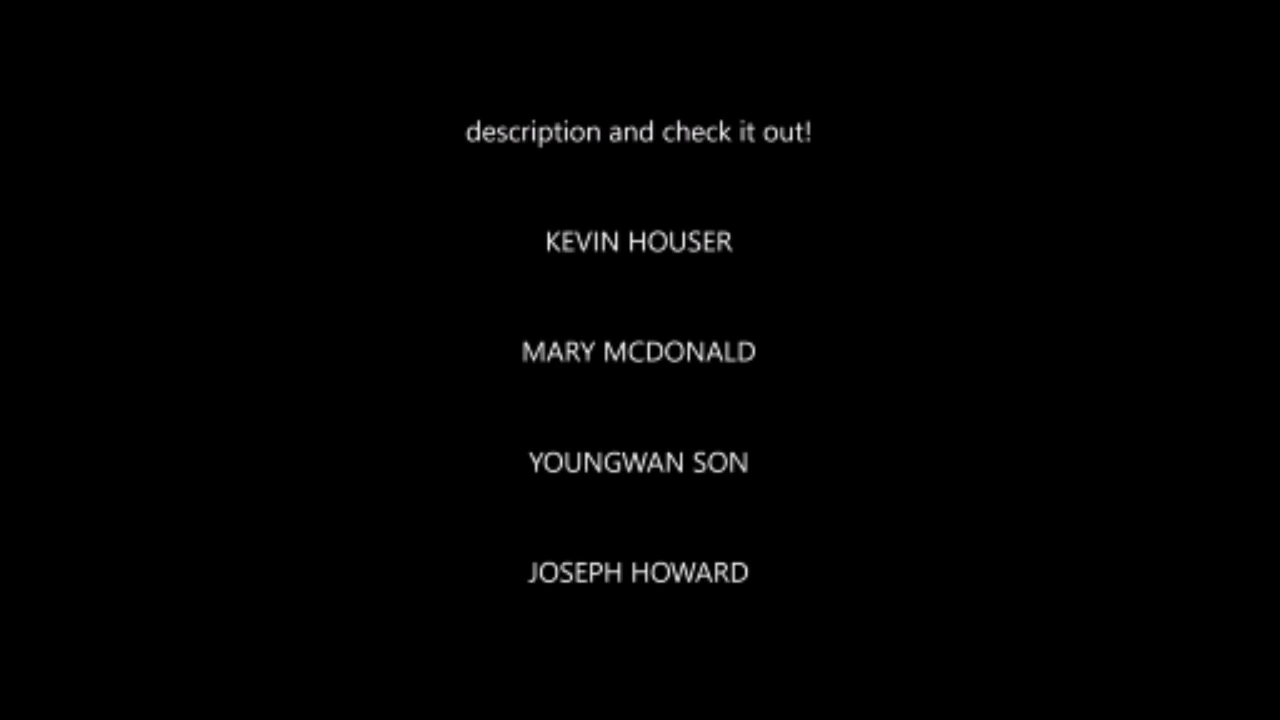 description and check it out!
KEVIN HOUSER
MARY MCDONALD
YOUNGWAN SON
JOSEPH HOWARD